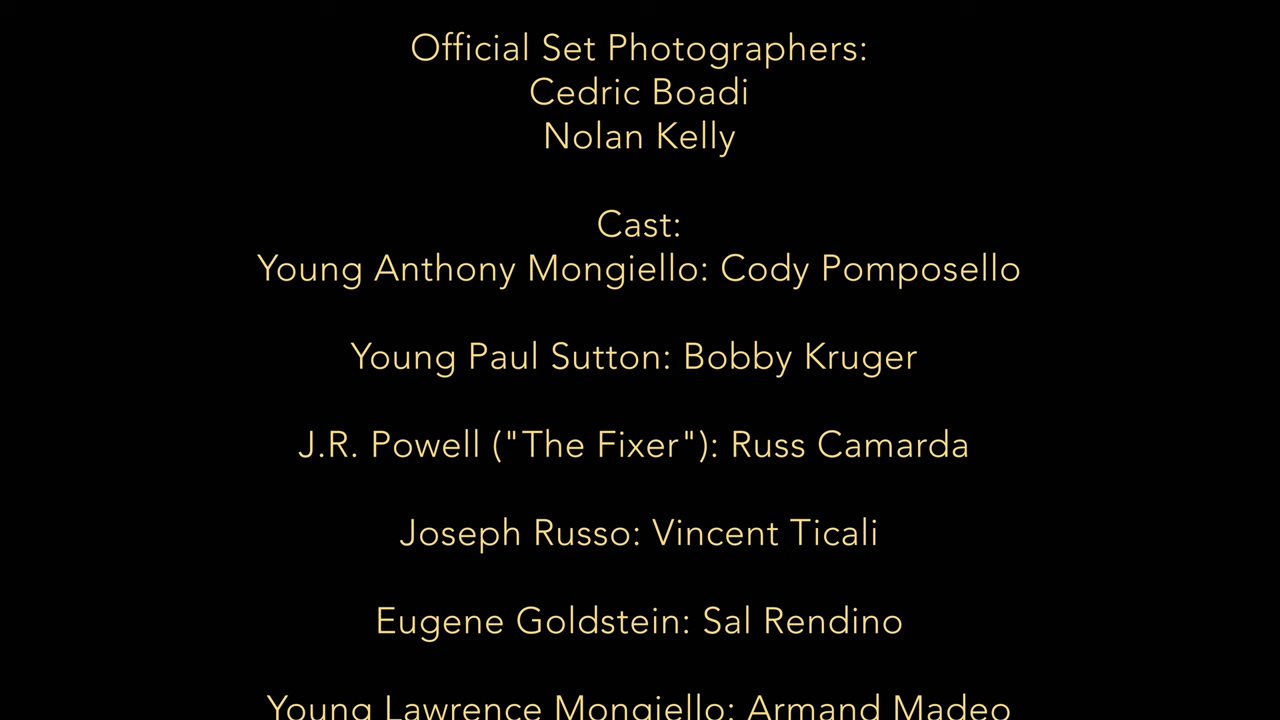 Official Set Photographers:
Cedric Boadi
Nolan Kelly
Cast:
Young Anthony Mongiello: Cody Pomposello
Young Paul Sutton: Bobby Kruger
J.R. Powell ("The Fixer"): Russ Camarda
Joseph Russo: Vincent Ticali
Eugene Goldstein: Sal Rendino
Young Lawrence Mongiello: Armand Madeo